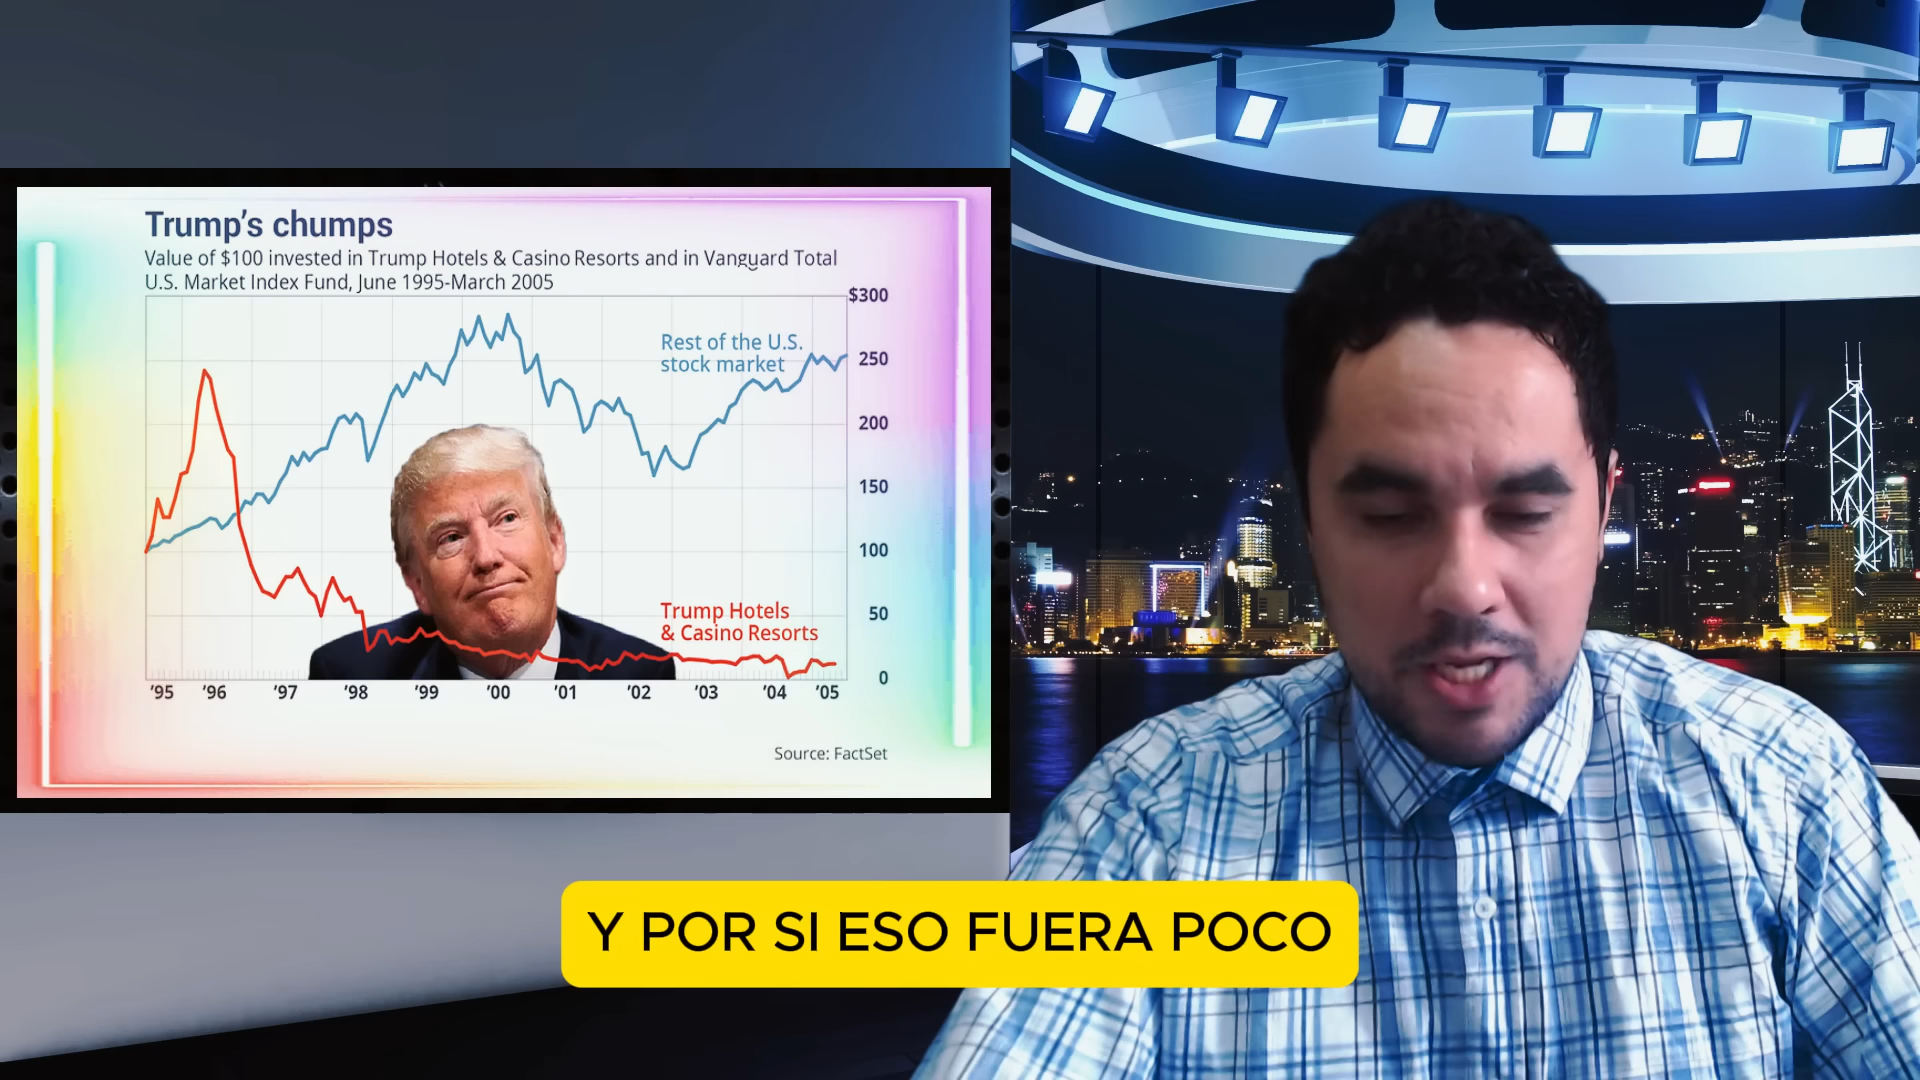 Trump's chumps
Value of $100 invested in Trump Hotels & Casino Resorts and in Vanguard Total
U.S. Market Index Fund, June 1995-March 2005
$300
Rest of the U.S.
stock market
250
200
150
100
Trump Hotels
& Casino Resorts
50
0
'95 '96 '97 '98 '99 '00 '01 '02 '03 '04 '05
Source: FactSet
Y POR SI ESO FUERA POCO